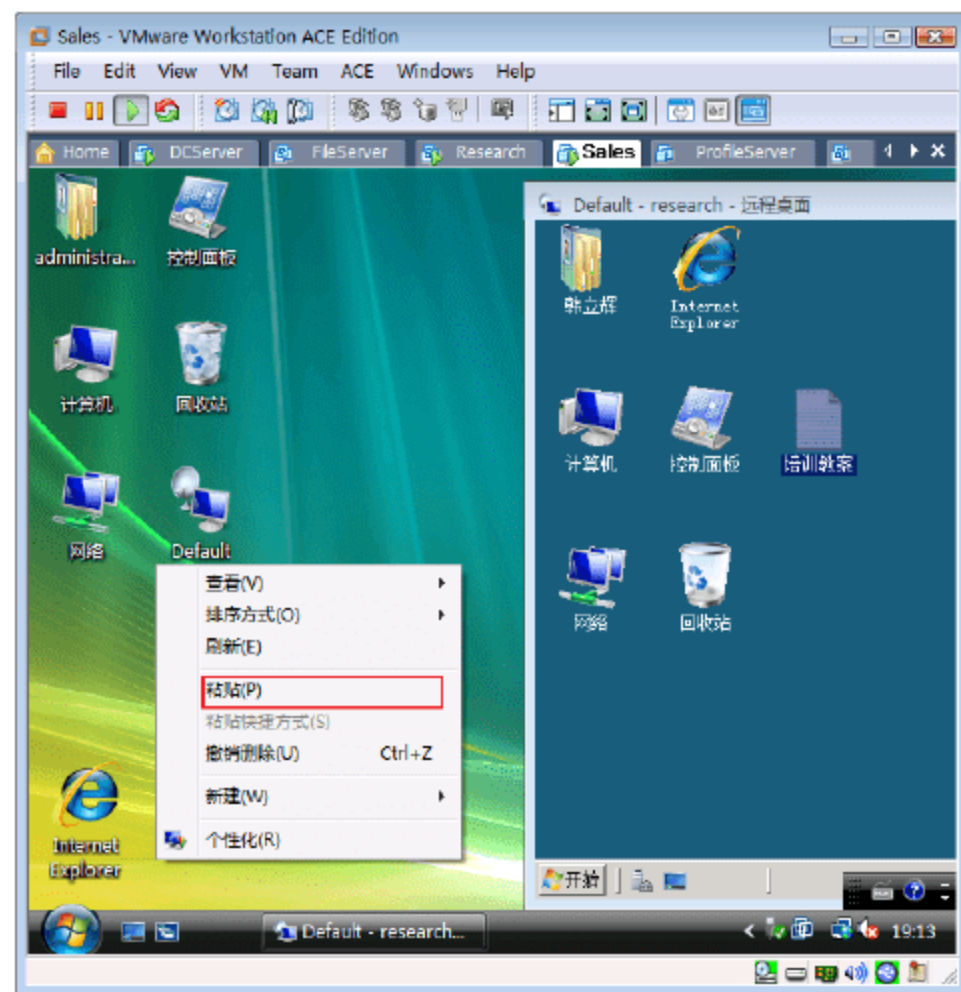 Sales - VMware Workstation ACE Edition
File Edit View VM Team ACE Windows Help
Home DCServer FileServer Research Sales ProfileServer
administra... 控制面板
计算机 回收站
网络 Default
Internet
Explorer
查看(V)
排序方式(O)
刷新(E)
粘贴(P)
粘贴快捷方式(S)
撤销删除(U) Ctrl+Z
新建(W)
个性化(R)
Default - research - 远程桌面
韩立辉 Internet
Explorer
计算机 控制面板 培训教案
网络 回收站
开始
Default - research... 19:13